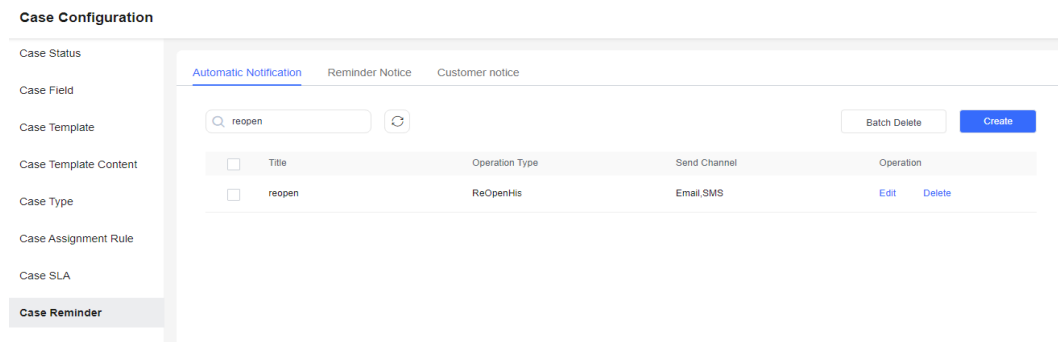 Case Configuration
Case Status
Case Field
Case Template
Case Template Content
Case Type
Case Assignment Rule
Case SLA
Case Reminder
Automatic Notification Reminder Notice Customer notice
reopen Batch Delete Create
Title Operation Type Send Channel Operation
reopen ReOpenHis Email,SMS Edit Delete